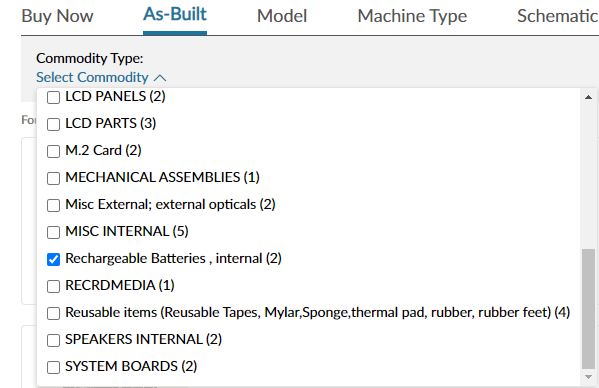 Buy Now As-Built Model Machine Type Schematic
Commodity Type:
Select Commodity
Fo
LCD PANELS (2)
LCD PARTS (3)
M.2 Card (2)
MECHANICAL ASSEMBLIES (1)
Misc External; external opticals (2)
MISC INTERNAL (5)
Rechargeable Batteries , internal (2)
RECRDMEDIA (1)
Reusable items (Reusable Tapes, Mylar,Sponge,thermal pad, rubber, rubber feet) (4)
SPEAKERS INTERNAL (2)
SYSTEM BOARDS (2)